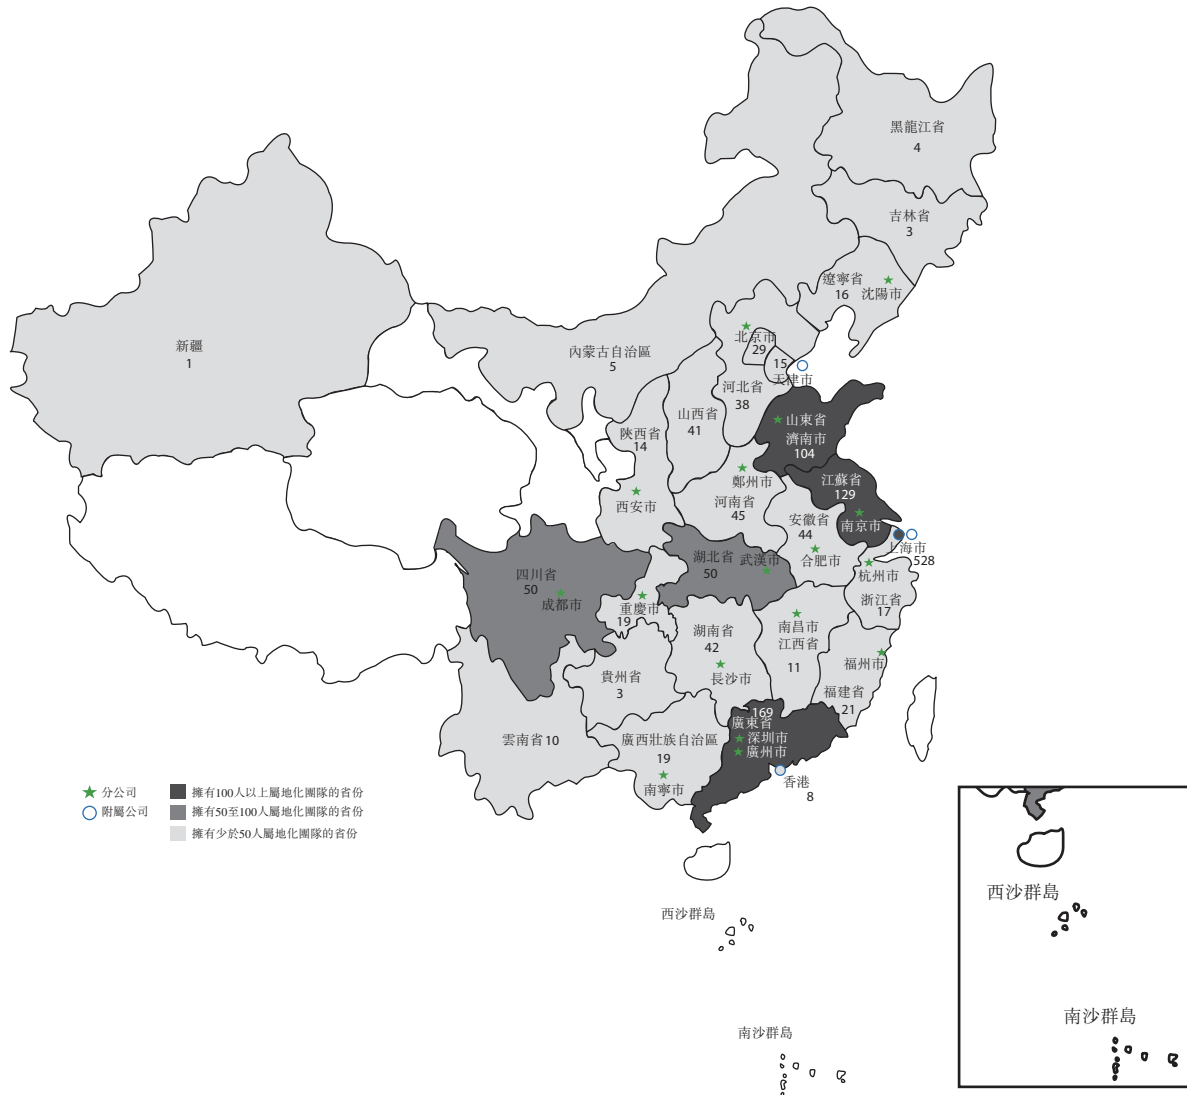 黑龍江省
4
吉林省
3
遼寧省
16
沈陽市
新疆
1
內蒙古自治區
5
北京市
29
15
天津市
河北省
38
山西省
41
陝西省
14
西安市
山東省
濟南市
104
鄭州市
河南省
45
江蘇省
129
南京市
安徽省
44
合肥市
上海市
528
杭州市
浙江省
17
四川省
50
成都市
湖北省
50
武漢市
重慶市
19
湖南省
42
長沙市
南昌市
江西省
11
福州市
福建省
21
貴州省
3
雲南省 10
廣西壯族自治區
19
南寧市
169
廣東省
深圳市
廣州市
香港
8
分公司
附屬公司
擁有100人以上屬地化團隊的省份
擁有50至100人屬地化團隊的省份
擁有少於50人屬地化團隊的省份
西沙群島
南沙群島
西沙群島
南沙群島